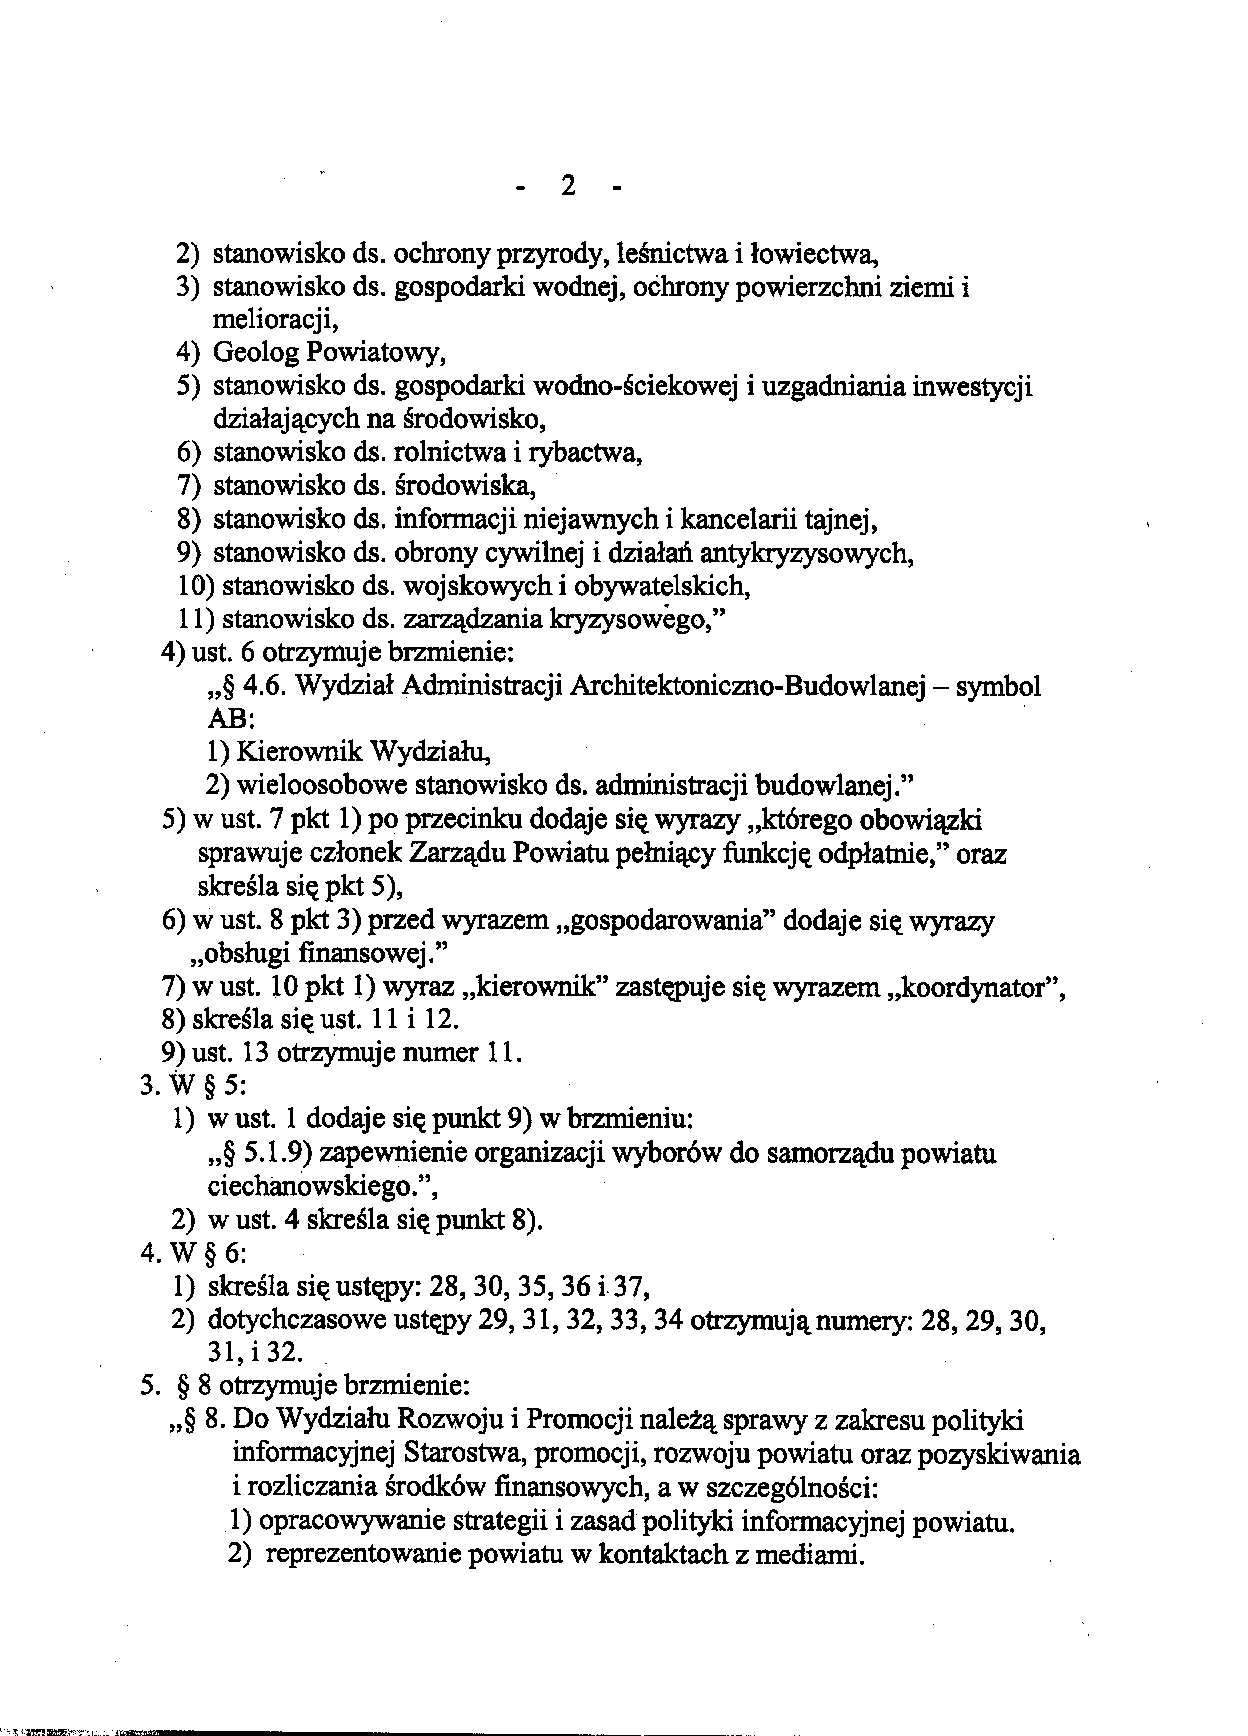 - 2 -
2) stanowisko ds. ochrony przyrody, leśnictwa i łowiectwa,
3) stanowisko ds. gospodarki wodnej, ochrony powierzchni ziemi i
melioracji,
4) Geolog Powiatowy,
5) stanowisko ds. gospodarki wodno-ściekowej i uzgadniania inwestycji
działających na środowisko,
6) stanowisko ds. rolnictwa i rybactwa,
7) stanowisko ds. środowiska,
8) stanowisko ds. informacji niejawnych i kancelarii tajnej,
9) stanowisko ds. obrony cywilnej i działań antykryzysowych,
10) stanowisko ds. wojskowych i obywatelskich,
11) stanowisko ds. zarządzania kryzysowego,”
4) ust. 6 otrzymuje brzmienie:
„§ 4.6. Wydział Administracji Architektoniczno-Budowlanej – symbol
AB:
1) Kierownik Wydziału,
2) wieloosobowe stanowisko ds. administracji budowlanej.”
5) w ust. 7 pkt 1) po przecinku dodaje się wyrazy „którego obowiązki
sprawuje członek Zarządu Powiatu pełniący funkcję odpłatnie,” oraz
skreśla się pkt 5),
6) w ust. 8 pkt 3) przed wyrazem „gospodarowania” dodaje się wyrazy
„obsługi finansowej.”
7) w ust. 10 pkt 1) wyraz „kierownik” zastępuje się wyrazem „koordynator”,
8) skreśla się ust. 11 i 12.
9) ust. 13 otrzymuje numer 11.
3. W § 5:
1) w ust. 1 dodaje się punkt 9) w brzmieniu:
„§ 5.1.9) zapewnienie organizacji wyborów do samorządu powiatu
ciechanowskiego.”,
2) w ust. 4 skreśla się punkt 8).
4. W § 6:
1) skreśla się ustępy: 28, 30, 35, 36 i 37,
2) dotychczasowe ustępy 29, 31, 32, 33, 34 otrzymują numery: 28, 29, 30,
31, i 32.
5. § 8 otrzymuje brzmienie:
„§ 8. Do Wydziału Rozwoju i Promocji należą sprawy z zakresu polityki
informacyjnej Starostwa, promocji, rozwoju powiatu oraz pozyskiwania
i rozliczania środków finansowych, a w szczególności:
1) opracowywanie strategii i zasad polityki informacyjnej powiatu.
2) reprezentowanie powiatu w kontaktach z mediami.